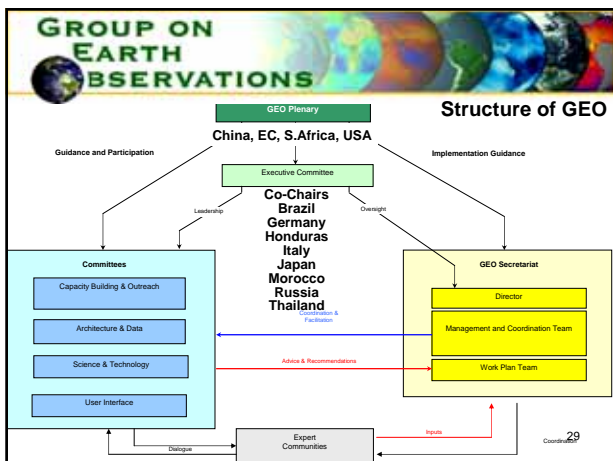 GROUP ON
EARTH
OBSERVATIONS
Structure of GEO
GEO Plenary
China, EC, S.Africa, USA
Guidance and Participation
Implementation Guidance
Executive Committee
Leadership
Oversight
Co-Chairs
Brazil
Germany
Honduras
Italy
Japan
Morocco
Russia
Thailand
Committees
Capacity Building & Outreach
Architecture & Data
Science & Technology
User Interface
GEO Secretariat
Director
Management and Coordination Team
Work Plan Team
Coordination &
Facilitation
Advice & Recommendations
Expert
Communities
Dialogue
Inputs
Coordination
29